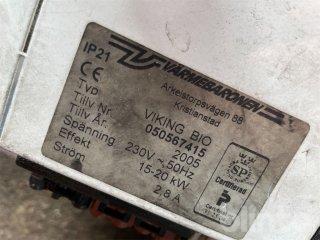 VÄRMEBARONEN
Arkelstorpsvägen 88
Kristianstad
IP21
CE
Typ VIKING BIO
Tillv Nr. 050567415
Tillv År. 2005
Spänning 230V ~ 50Hz
Effekt 15-20 kW
Ström 2,8 A
SP
Certifierad
P